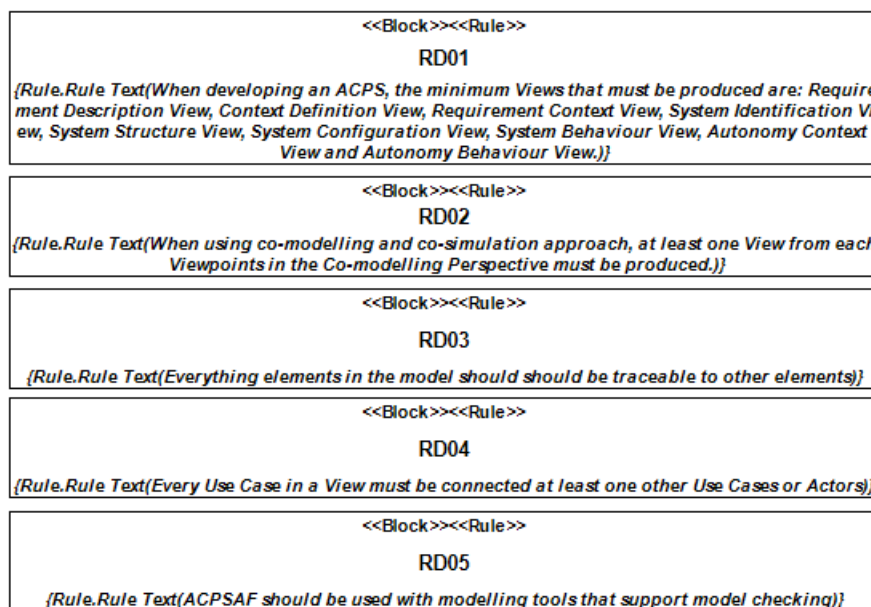 <<Block>><<Rule>>
RD01
{Rule.Rule Text(When developing an ACPS, the minimum Views that must be produced are: Require
ment Description View, Context Definition View, Requirement Context View, System Identification Vi
ew, System Structure View, System Configuration View, System Behaviour View, Autonomy Context
View and Autonomy Behaviour View.)}
<<Block>><<Rule>>
RD02
{Rule.Rule Text(When using co-modelling and co-simulation approach, at least one View from each
Viewpoints in the Co-modelling Perspective must be produced.)}
<<Block>><<Rule>>
RD03
{Rule.Rule Text(Everything elements in the model should should be traceable to other elements)}
<<Block>><<Rule>>
RD04
{Rule.Rule Text(Every Use Case in a View must be connected at least one other Use Cases or Actors)}
<<Block>><<Rule>>
RD05
{Rule.Rule Text(ACPSAF should be used with modelling tools that support model checking)}